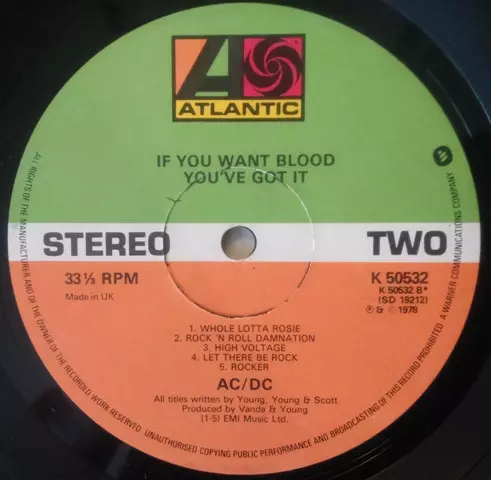 ATLANTIC
IF YOU WANT BLOOD
YOU'VE GOT IT
STEREO
TWO
33⅓ RPM
Made in UK
K 50532
K 50532 B*
(SD 19212)
℗ & © 1978
1. WHOLE LOTTA ROSIE
2. ROCK 'N ROLL DAMNATION
3. HIGH VOLTAGE
4. LET THERE BE ROCK
5. ROCKER
AC/DC
All titles written by Young, Young & Scott
Produced by Vanda & Young
(1-5) EMI Music Ltd.
ALL RIGHTS OF THE MANUFACTURER AND OF THE OWNER OF THE RECORDED WORK RESERVED. UNAUTHORISED COPYING PUBLIC PERFORMANCE AND BROADCASTING OF THIS RECORD PROHIBITED A WARNER COMMUNICATIONS COMPANY